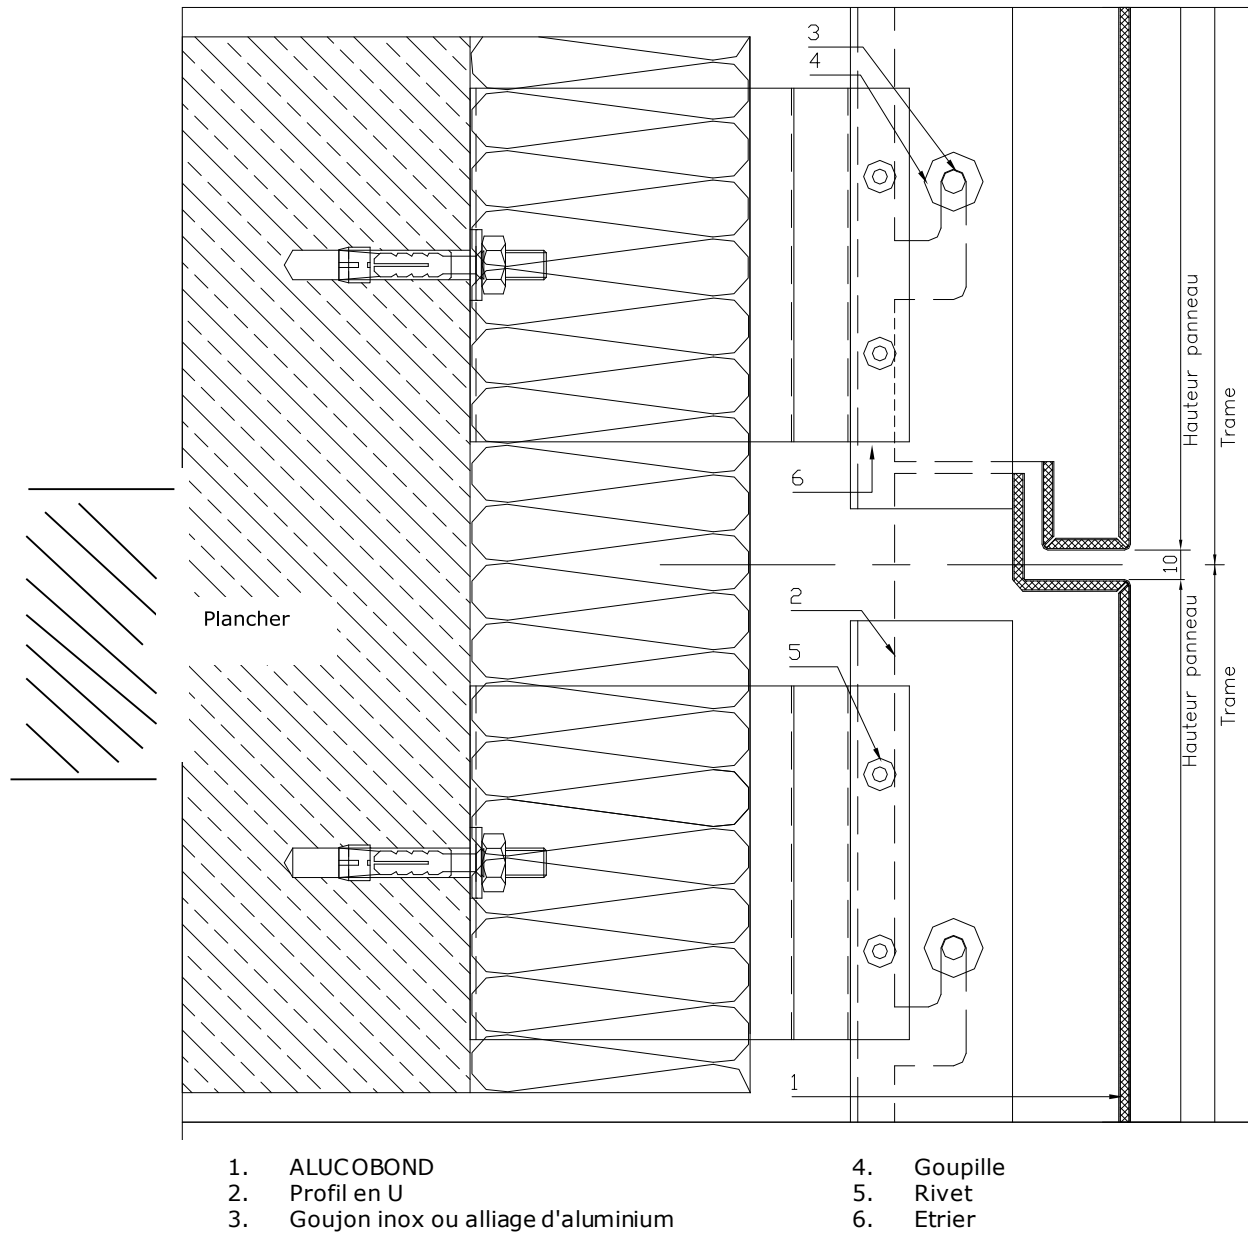 3
4
6
Hauteur panneau
Trame
10
Plancher
2
5
Hauteur panneau
Trame
1
1. ALUCOBOND
2. Profil en U
3. Goujon inox ou alliage d'aluminium
4. Goupille
5. Rivet
6. Etrier